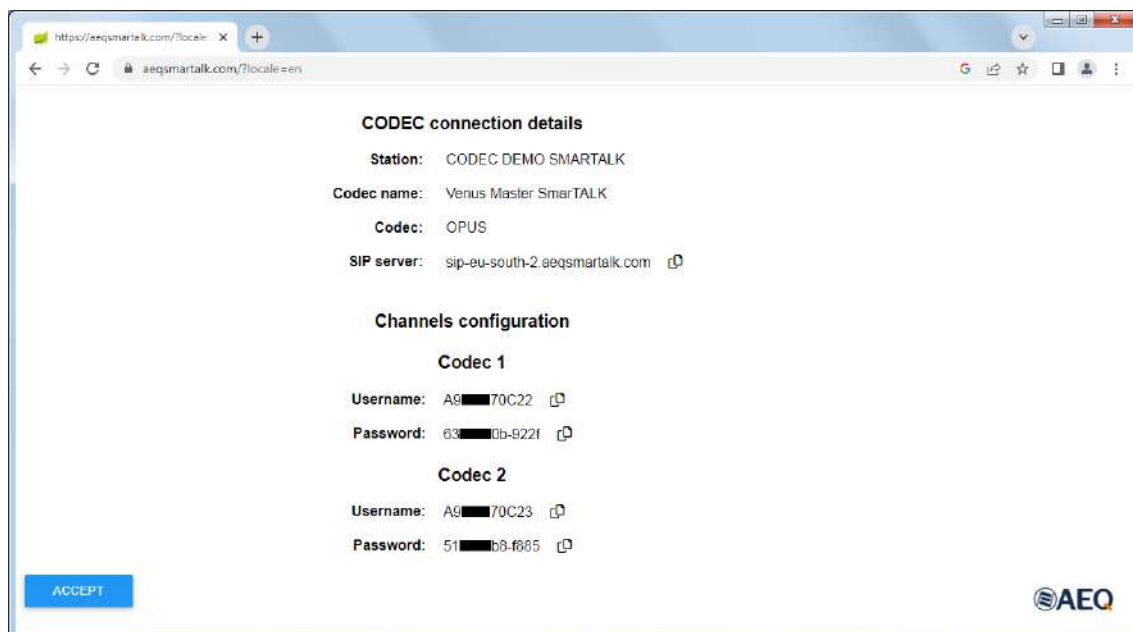 https://aeqsmartalk.com/?locale
aeqsmartalk.com/?locale=en
CODEC connection details
Station: CODEC DEMO SMARTALK
Codec name: Venus Master SmarTALK
Codec: OPUS
SIP server: sip-eu-south-2.aeqsmartalk.com
Channels configuration
Codec 1
Username: A9 70C22
Password: 63 0b-922f
Codec 2
Username: A9 70C23
Password: 51 b8-f885
ACCEPT
AEQ